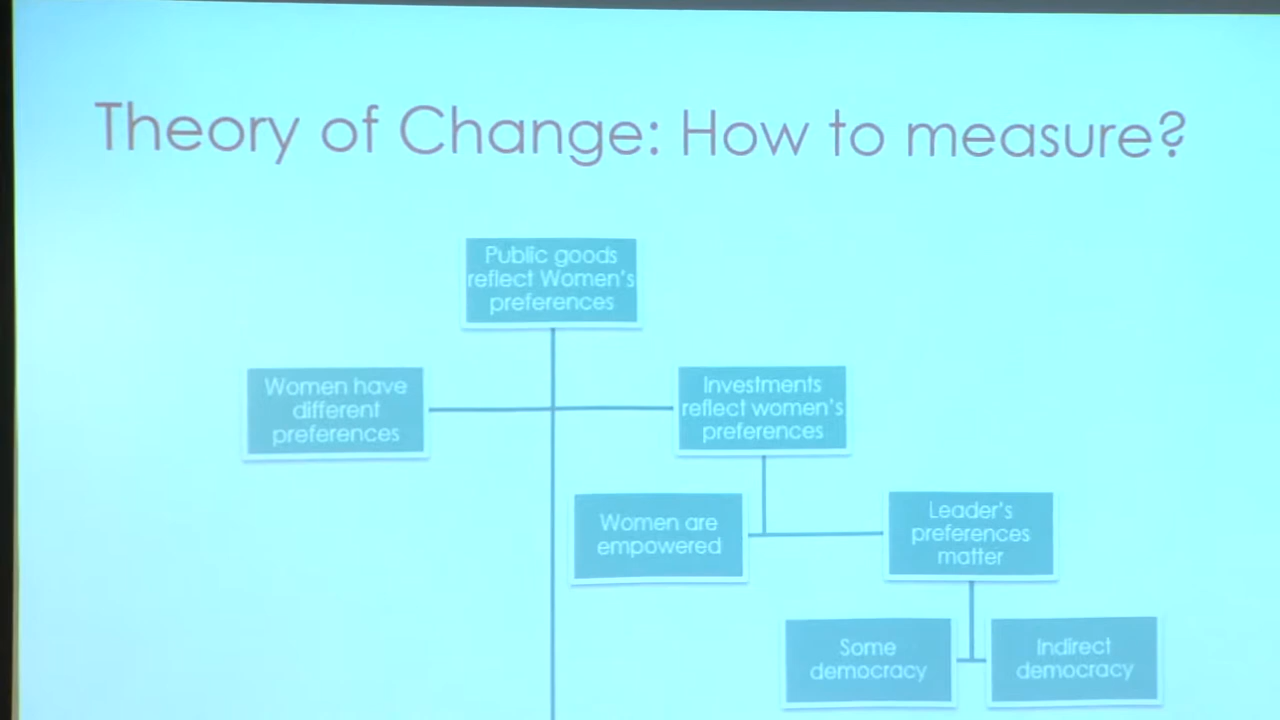 Theory of Change: How to measure?
Public goods
reflect Women's
preferences
Women have
different
preferences
Investments
reflect women's
preferences
Women are
empowered
Leader's
preferences
matter
Some
democracy
Indirect
democracy